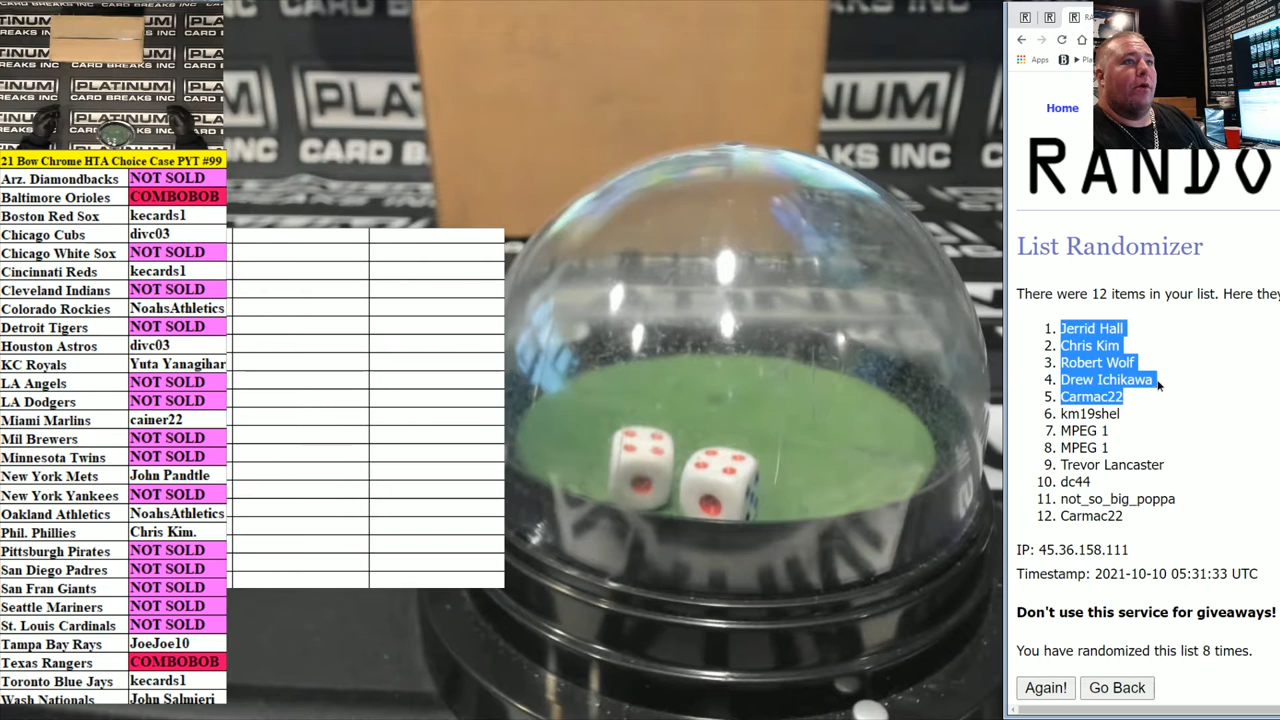 PLATINUM
CARD BREAKS INC
21 Bow Chrome HTA Choice Case PYT #99
Arz. Diamondbacks NOT SOLD
Baltimore Orioles COMBOBOB
Boston Red Sox kecards1
Chicago Cubs divc03
Chicago White Sox NOT SOLD
Cincinnati Reds kecards1
Cleveland Indians NOT SOLD
Colorado Rockies NoahsAthletics
Detroit Tigers NOT SOLD
Houston Astros divc03
KC Royals Yuta Yanagihar
LA Angels NOT SOLD
LA Dodgers NOT SOLD
Miami Marlins cainer22
Mil Brewers NOT SOLD
Minnesota Twins NOT SOLD
New York Mets John Pandtle
New York Yankees NOT SOLD
Oakland Athletics NoahsAthletics
Phil. Phillies Chris Kim.
Pittsburgh Pirates NOT SOLD
San Diego Padres NOT SOLD
San Fran Giants NOT SOLD
Seattle Mariners NOT SOLD
St. Louis Cardinals NOT SOLD
Tampa Bay Rays JoeJoe10
Texas Rangers COMBOBOB
Toronto Blue Jays kecards1
Wash Nationals John Salmieri
Apps
Home
RANDO
List Randomizer
There were 12 items in your list. Here they
1. Jerrid Hall
2. Chris Kim
3. Robert Wolf
4. Drew Ichikawa
5. Carmac22
6. km19shel
7. MPEG 1
8. MPEG 1
9. Trevor Lancaster
10. dc44
11. not_so_big_poppa
12. Carmac22
IP: 45.36.158.111
Timestamp: 2021-10-10 05:31:33 UTC
Don't use this service for giveaways!
You have randomized this list 8 times.
Again! Go Back